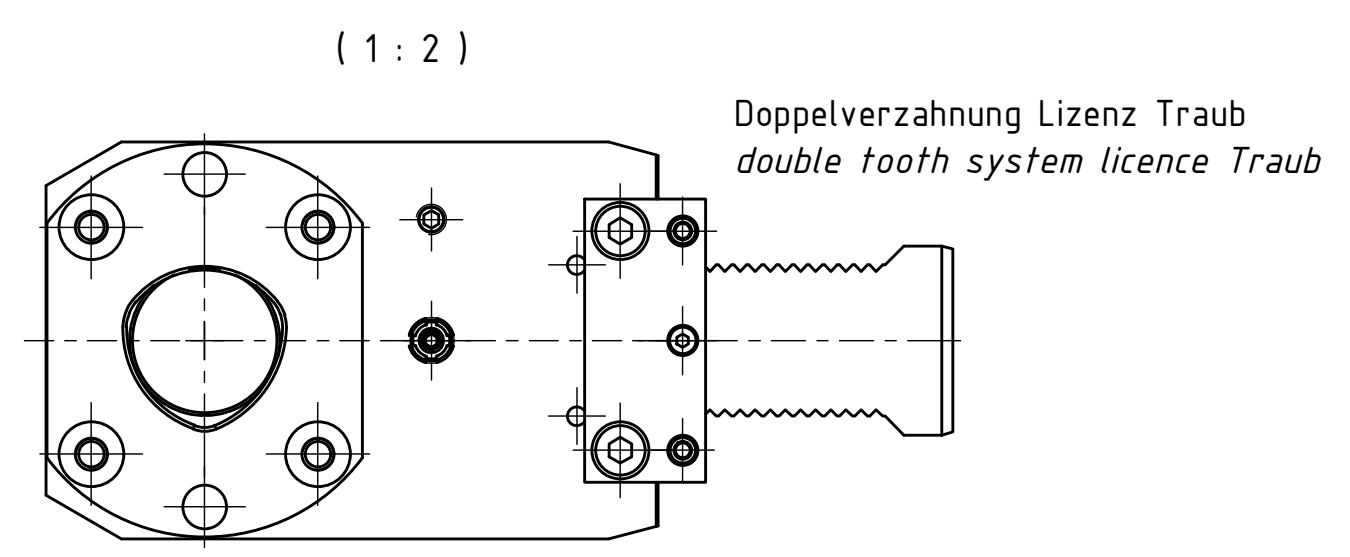 ( 1 : 2 )
Doppelverzahnung Lizenz Traub
double tooth system licence Traub